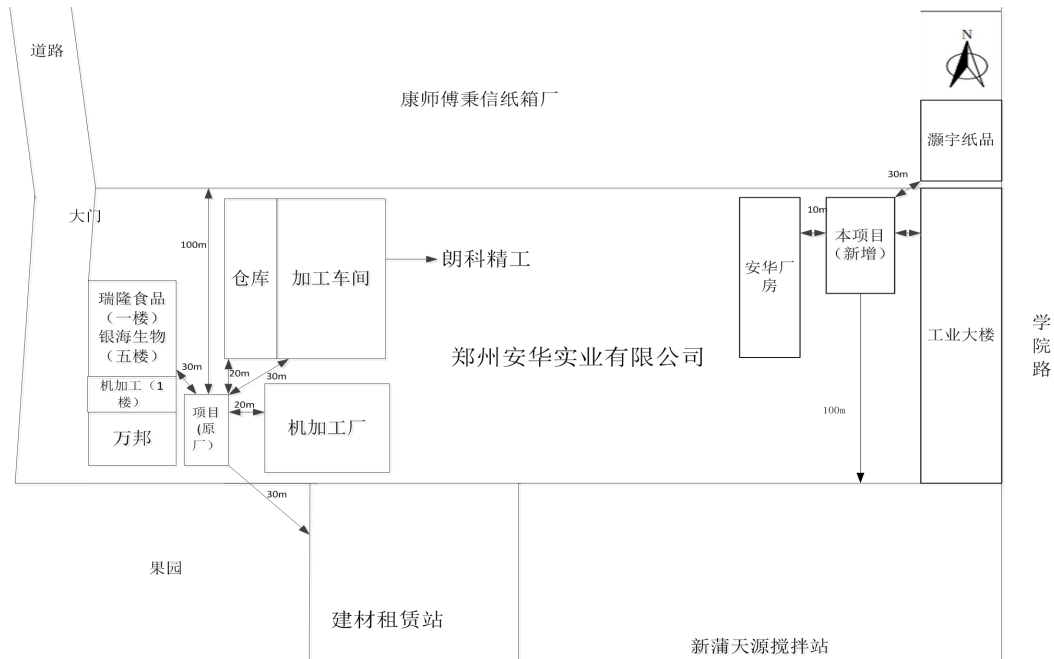 道路
N
康师傅秉信纸箱厂
灏宇纸品
30m
大门
10m
100m
本项目
（新增）
朗科精工
仓库
加工车间
安华厂
房
瑞隆食品
（一楼）
银海生物
（五楼）
学
院
路
工业大楼
郑州安华实业有限公司
30m
20m
30m
机加工（1
楼）
20m
项目
(原
厂）
100m
机加工厂
万邦
30m
果园
建材租赁站
新蒲天源搅拌站